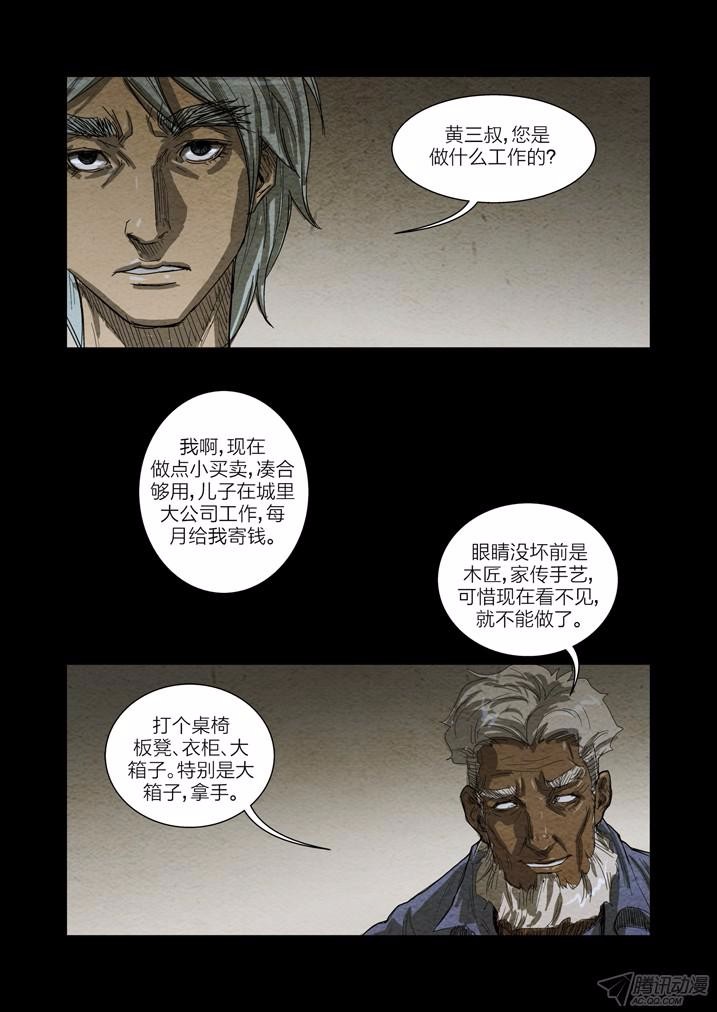 黄三叔,您是
做什么工作的?
我啊,现在
做点小买卖,凑合
够用,儿子在城里
大公司工作,每
月给我寄钱。
眼睛没坏前是
木匠,家传手艺,
可惜现在看不见,
就不能做了。
打个桌椅
板凳、衣柜、大
箱子。特别是大
箱子,拿手。
腾讯动漫